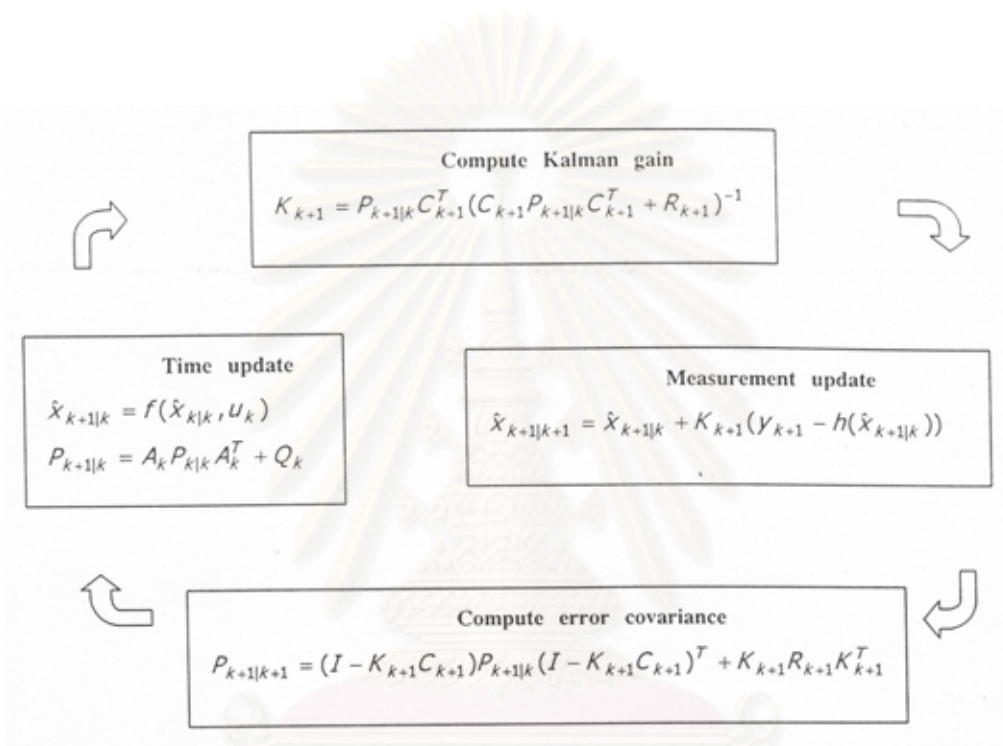 Compute Kalman gain
K_{k+1} = P_{k+1|k} C^T_{k+1} (C_{k+1} P_{k+1|k} C^T_{k+1} + R_{k+1})^{-1}
Time update
x̂_{k+1|k} = f(x̂_{k|k}, u_k)
P_{k+1|k} = A_k P_{k|k} A^T_k + Q_k
Measurement update
x̂_{k+1|k+1} = x̂_{k+1|k} + K_{k+1} (y_{k+1} − h(x̂_{k+1|k}))
Compute error covariance
P_{k+1|k+1} = (I − K_{k+1} C_{k+1}) P_{k+1|k} (I − K_{k+1} C_{k+1})^T + K_{k+1} R_{k+1} K^T_{k+1}